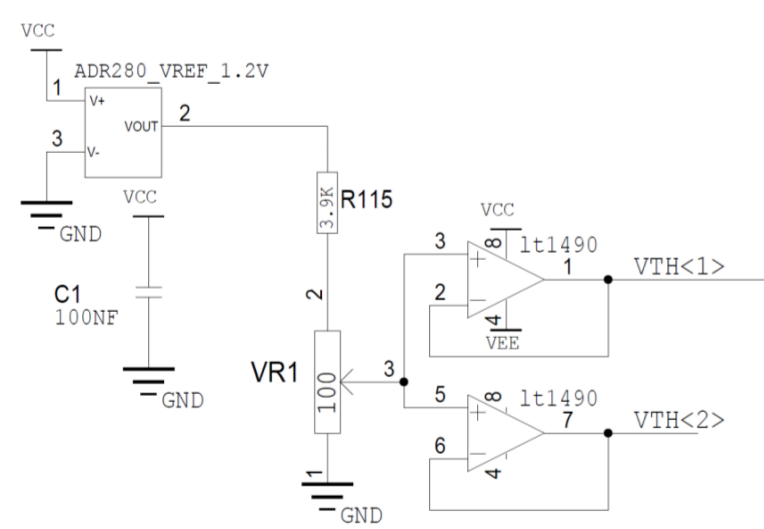 VCC
ADR280_VREF_1.2V
1
V+
2
VOUT
3
V-
GND
VCC
C1
100NF
GND
3.9K
R115
2
VR1
100
3
1
GND
VCC
3
8
lt1490
1
VTH<1>
2
4
VEE
5
8
lt1490
7
VTH<2>
6
4